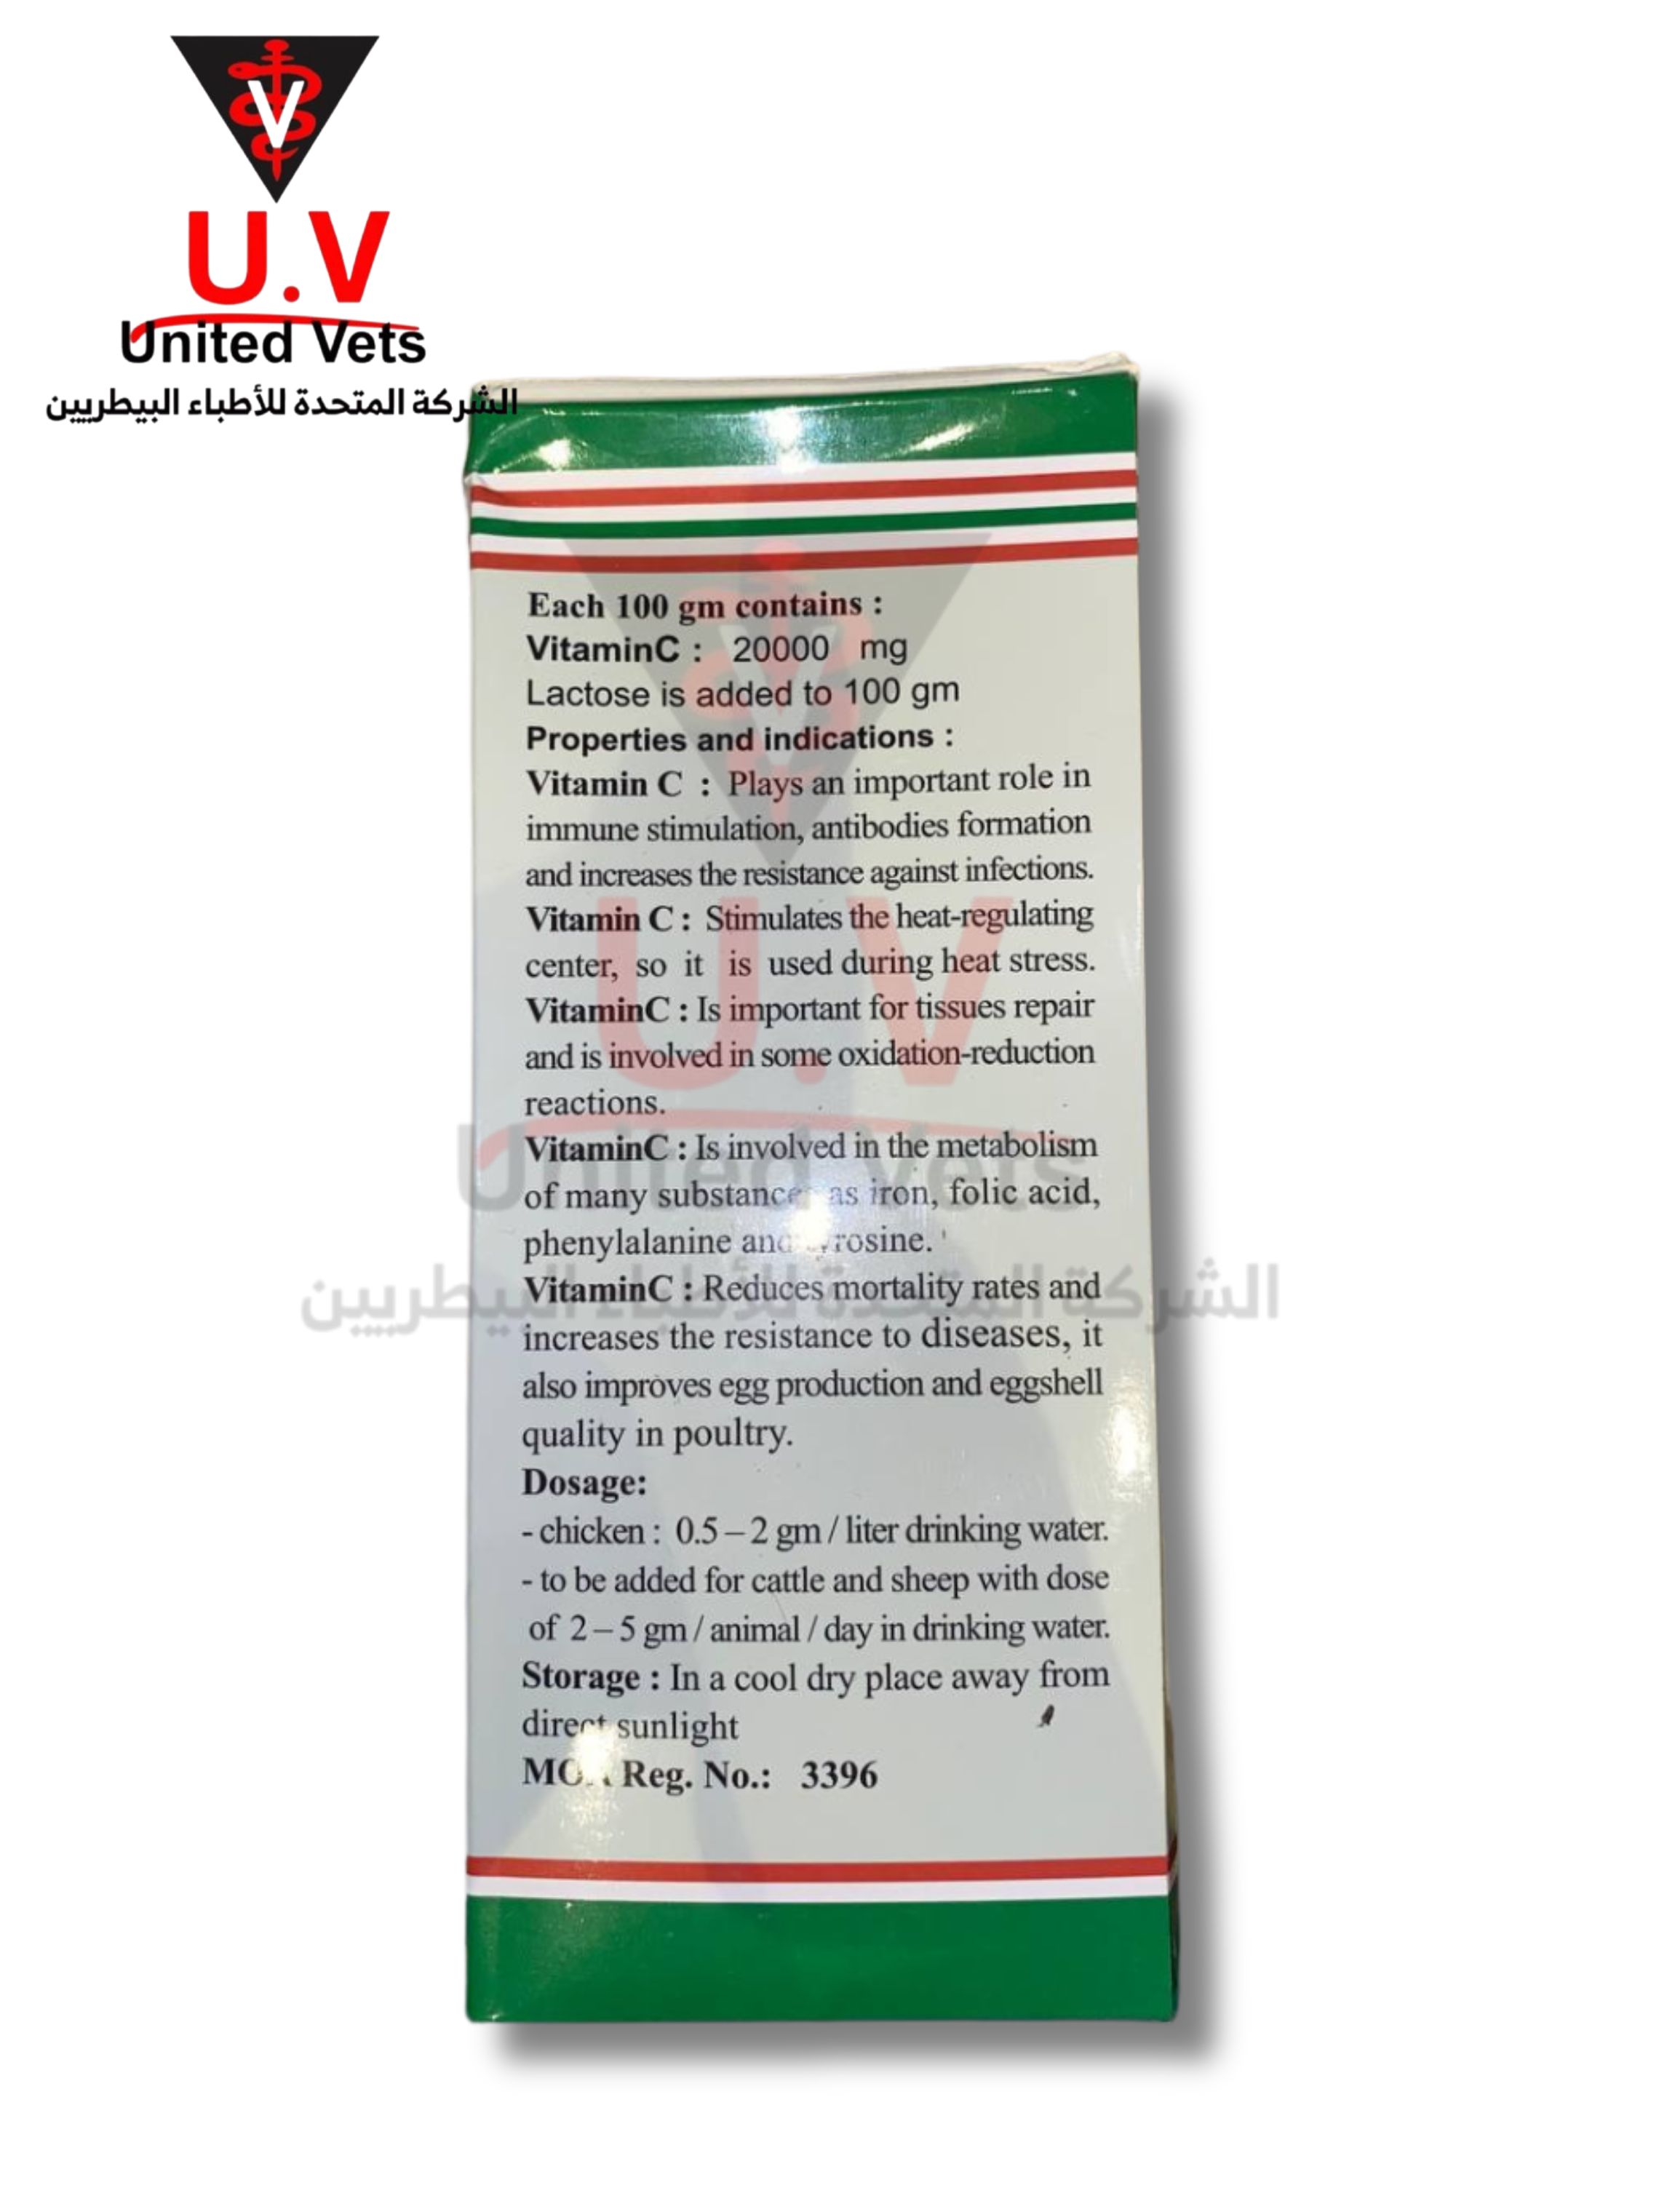 V
U.V
United Vets
الشركة المتحدة للأطباء البيطريين
Each 100 gm contains :
VitaminC : 20000 mg
Lactose is added to 100 gm
Properties and indications :
Vitamin C : Plays an important role in
immune stimulation, antibodies formation
and increases the resistance against infections.
Vitamin C : Stimulates the heat-regulating
center, so it is used during heat stress.
VitaminC : Is important for tissues repair
and is involved in some oxidation-reduction
reactions.
VitaminC : Is involved in the metabolism
of many as iron, folic acid,
phenylalanine
VitaminC : Reduces mortality rates and
increases the resistance to diseases, it
also improves egg production and eggshell
quality in poultry.
Dosage:
- chicken : 0.5 – 2 gm / liter drinking water.
- to be added for cattle and sheep with dose
of 2 – 5 gm / animal / day in drinking water.
Storage : In a cool dry place away from
direct sunlight
Reg. No.: 3396
U.V
United Vets
الشركة المتحدة للأطباء البيطريين